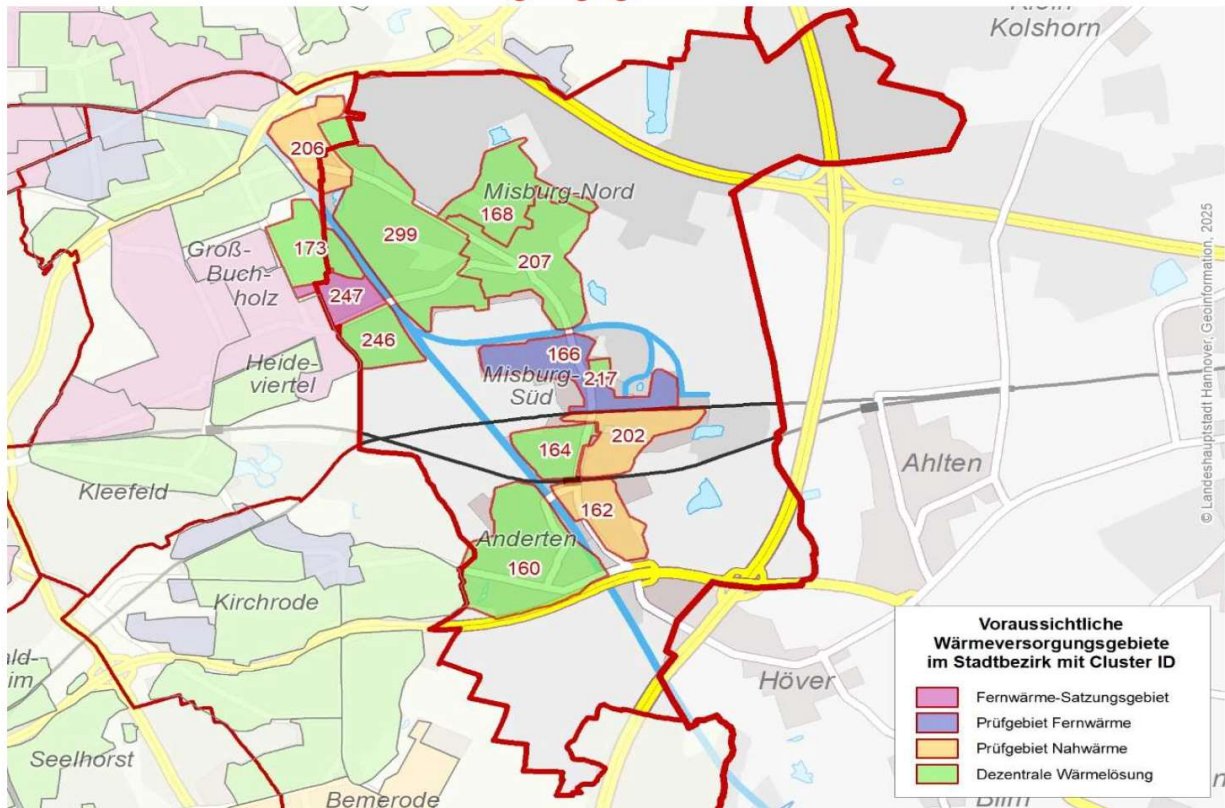 Kolshorn
206
Misburg-Nord
168
173
299
Groß-
Buch-
holz
207
247
246
166
Heide-
viertel
Misburg-
Süd
217
202
164
Ahlten
Kleefeld
162
Anderten
160
Kirchrode
Höver
Seelhorst
Bemerode
© Landeshauptstadt Hannover, Geoinformation, 2025
Voraussichtliche
Wärmeversorgungsgebiete
im Stadtbezirk mit Cluster ID
Fernwärme-Satzungsgebiet
Prüfgebiet Fernwärme
Prüfgebiet Nahwärme
Dezentrale Wärmelösung